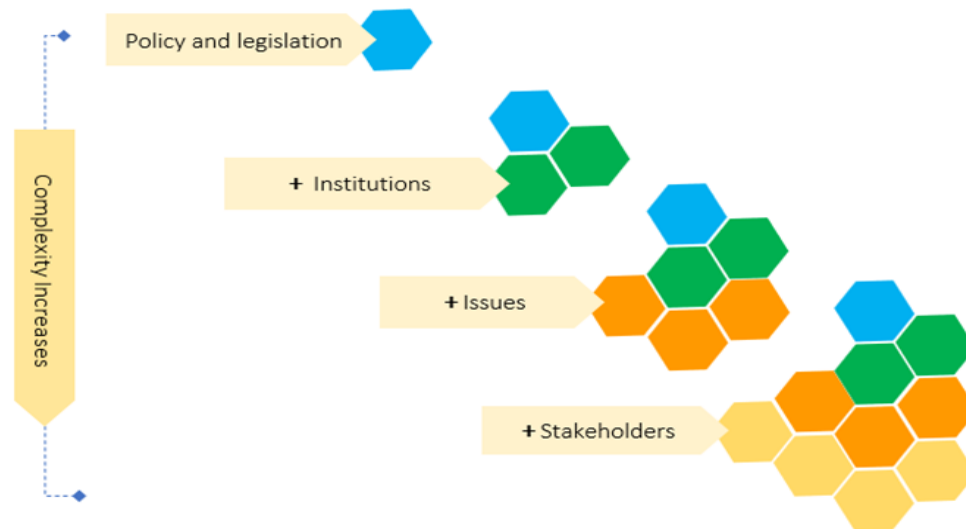 Policy and legislation
+ Institutions
+ Issues
+ Stakeholders
Complexity Increases